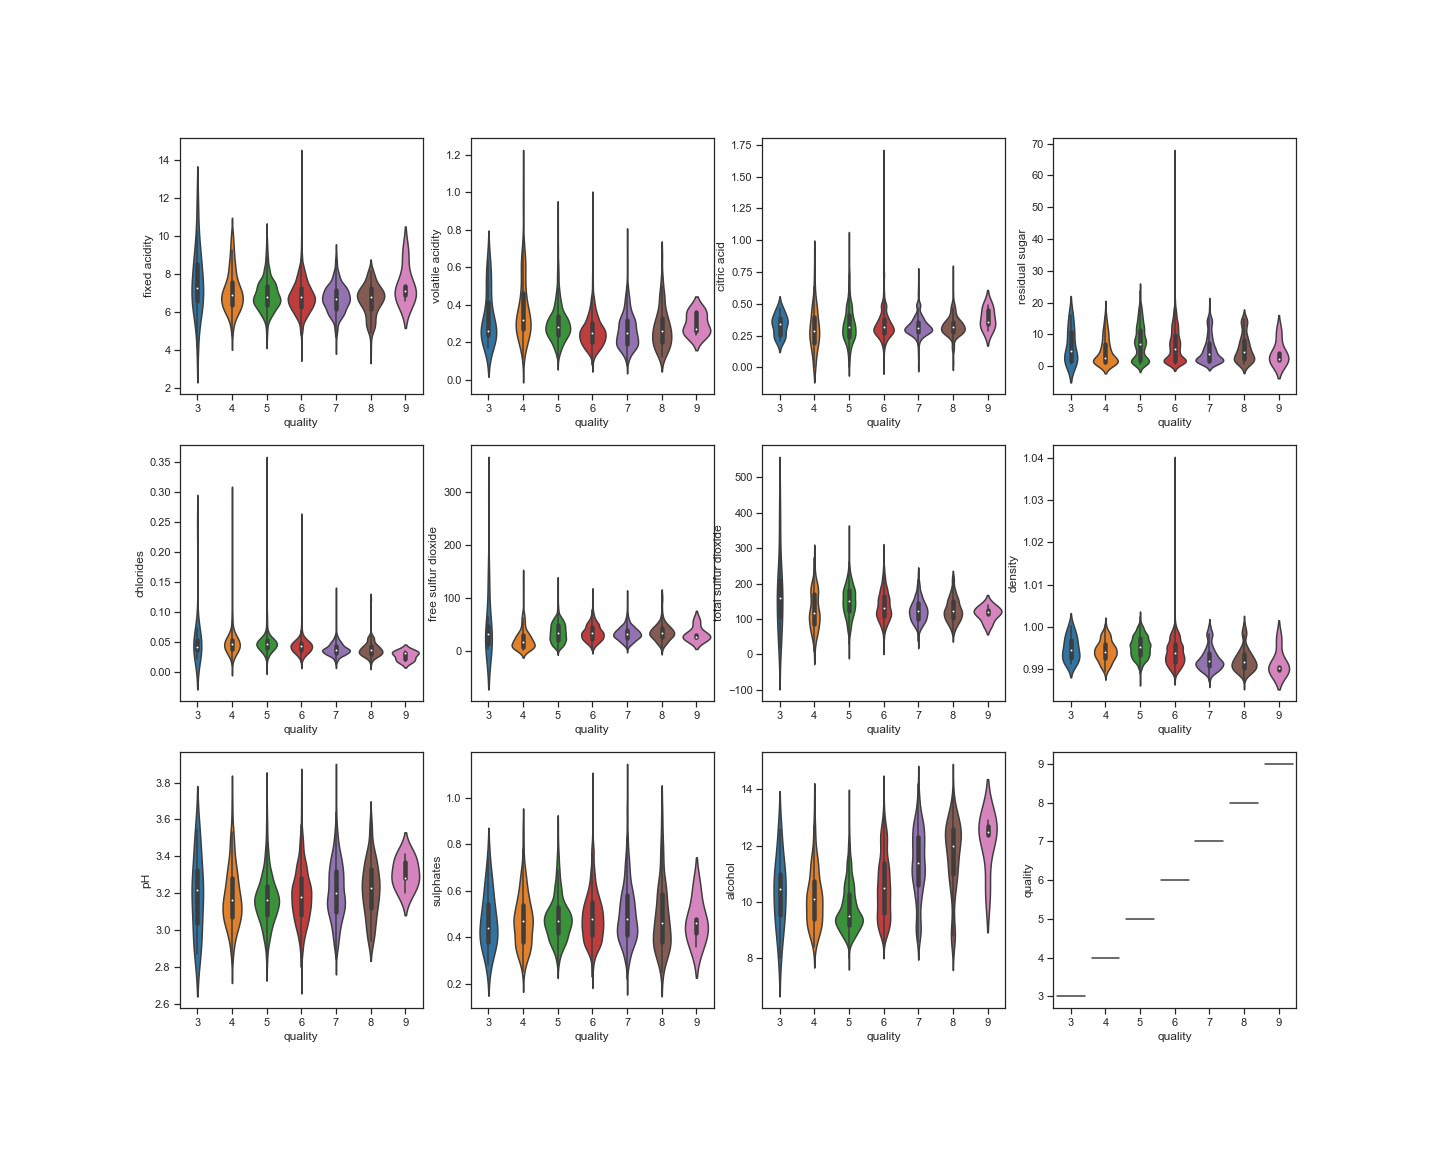 fixed acidity
14
12
10
8
6
4
2
3 4 5 6 7 8 9
quality
volatile acidity
1.2
1.0
0.8
0.6
0.4
0.2
0.0
3 4 5 6 7 8 9
quality
citric acid
1.75
1.50
1.25
1.00
0.75
0.50
0.25
0.00
3 4 5 6 7 8 9
quality
residual sugar
70
60
50
40
30
20
10
0
3 4 5 6 7 8 9
quality
chlorides
0.35
0.30
0.25
0.20
0.15
0.10
0.05
0.00
3 4 5 6 7 8 9
quality
free sulfur dioxide
300
200
100
0
3 4 5 6 7 8 9
quality
total sulfur dioxide
500
400
300
200
100
0
−100
3 4 5 6 7 8 9
quality
density
1.04
1.03
1.02
1.01
1.00
0.99
3 4 5 6 7 8 9
quality
pH
3.8
3.6
3.4
3.2
3.0
2.8
2.6
3 4 5 6 7 8 9
quality
sulphates
1.0
0.8
0.6
0.4
0.2
3 4 5 6 7 8 9
quality
alcohol
14
12
10
8
3 4 5 6 7 8 9
quality
quality
9
8
7
6
5
4
3
3 4 5 6 7 8 9
quality